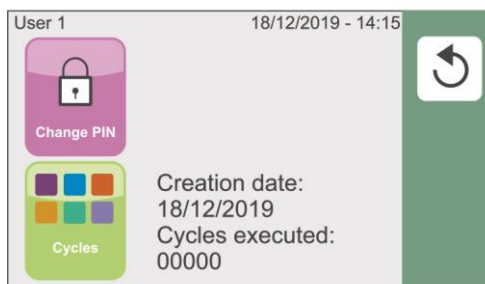 User 1
18/12/2019 - 14:15
Change PIN
Cycles
Creation date:
18/12/2019
Cycles executed:
00000